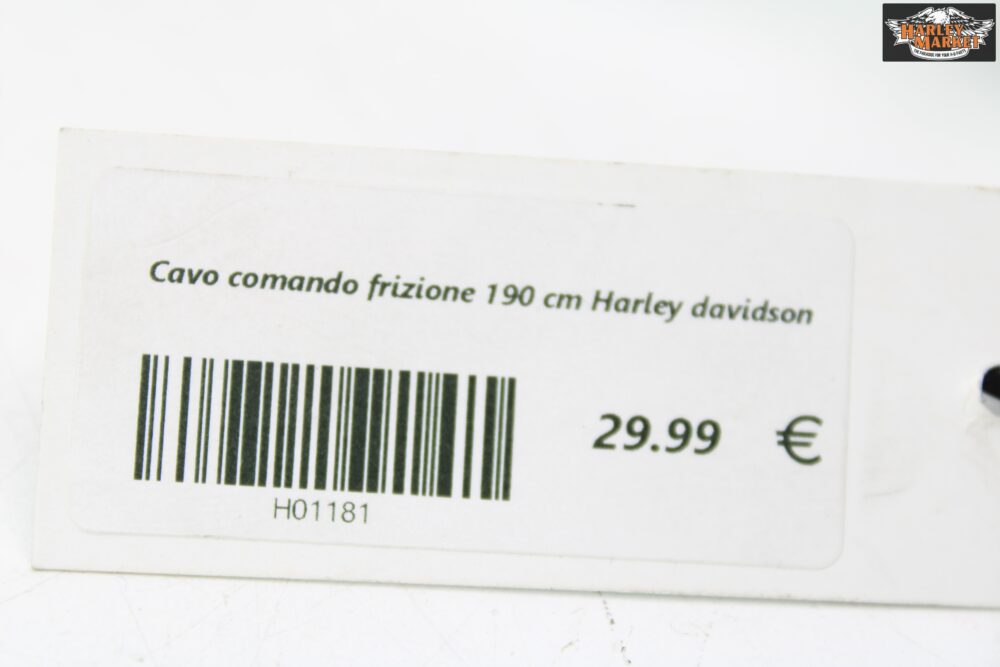 HARLEY
MARKET
Cavo comando frizione 190 cm Harley davidson
29.99 €
H01181